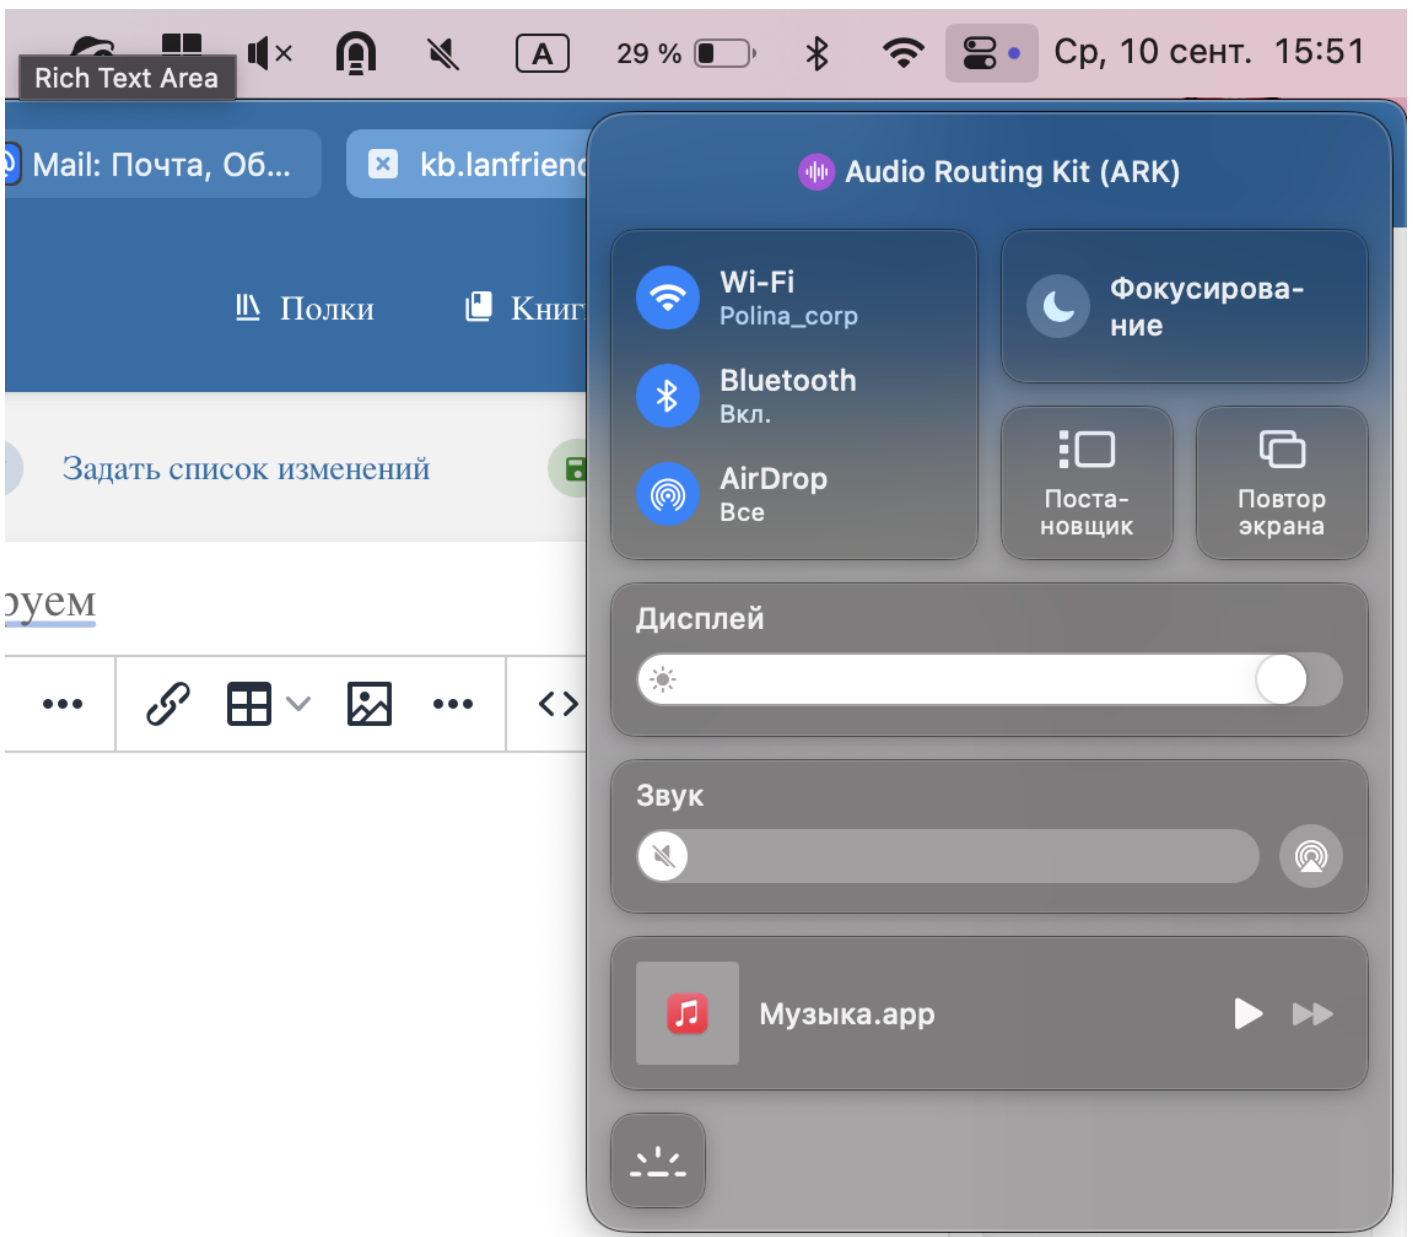 A
29 %
Ср, 10 сент. 15:51
Rich Text Area
Mail: Почта, Об...
kb.lanfriend
Audio Routing Kit (ARK)
Полки
Книг
Wi-Fi
Polina_corp
Bluetooth
Вкл.
AirDrop
Все
Фокусирова-
ние
Поста-
новщик
Повтор
экрана
Задать список изменений
руем
Дисплей
Звук
Музыка.app